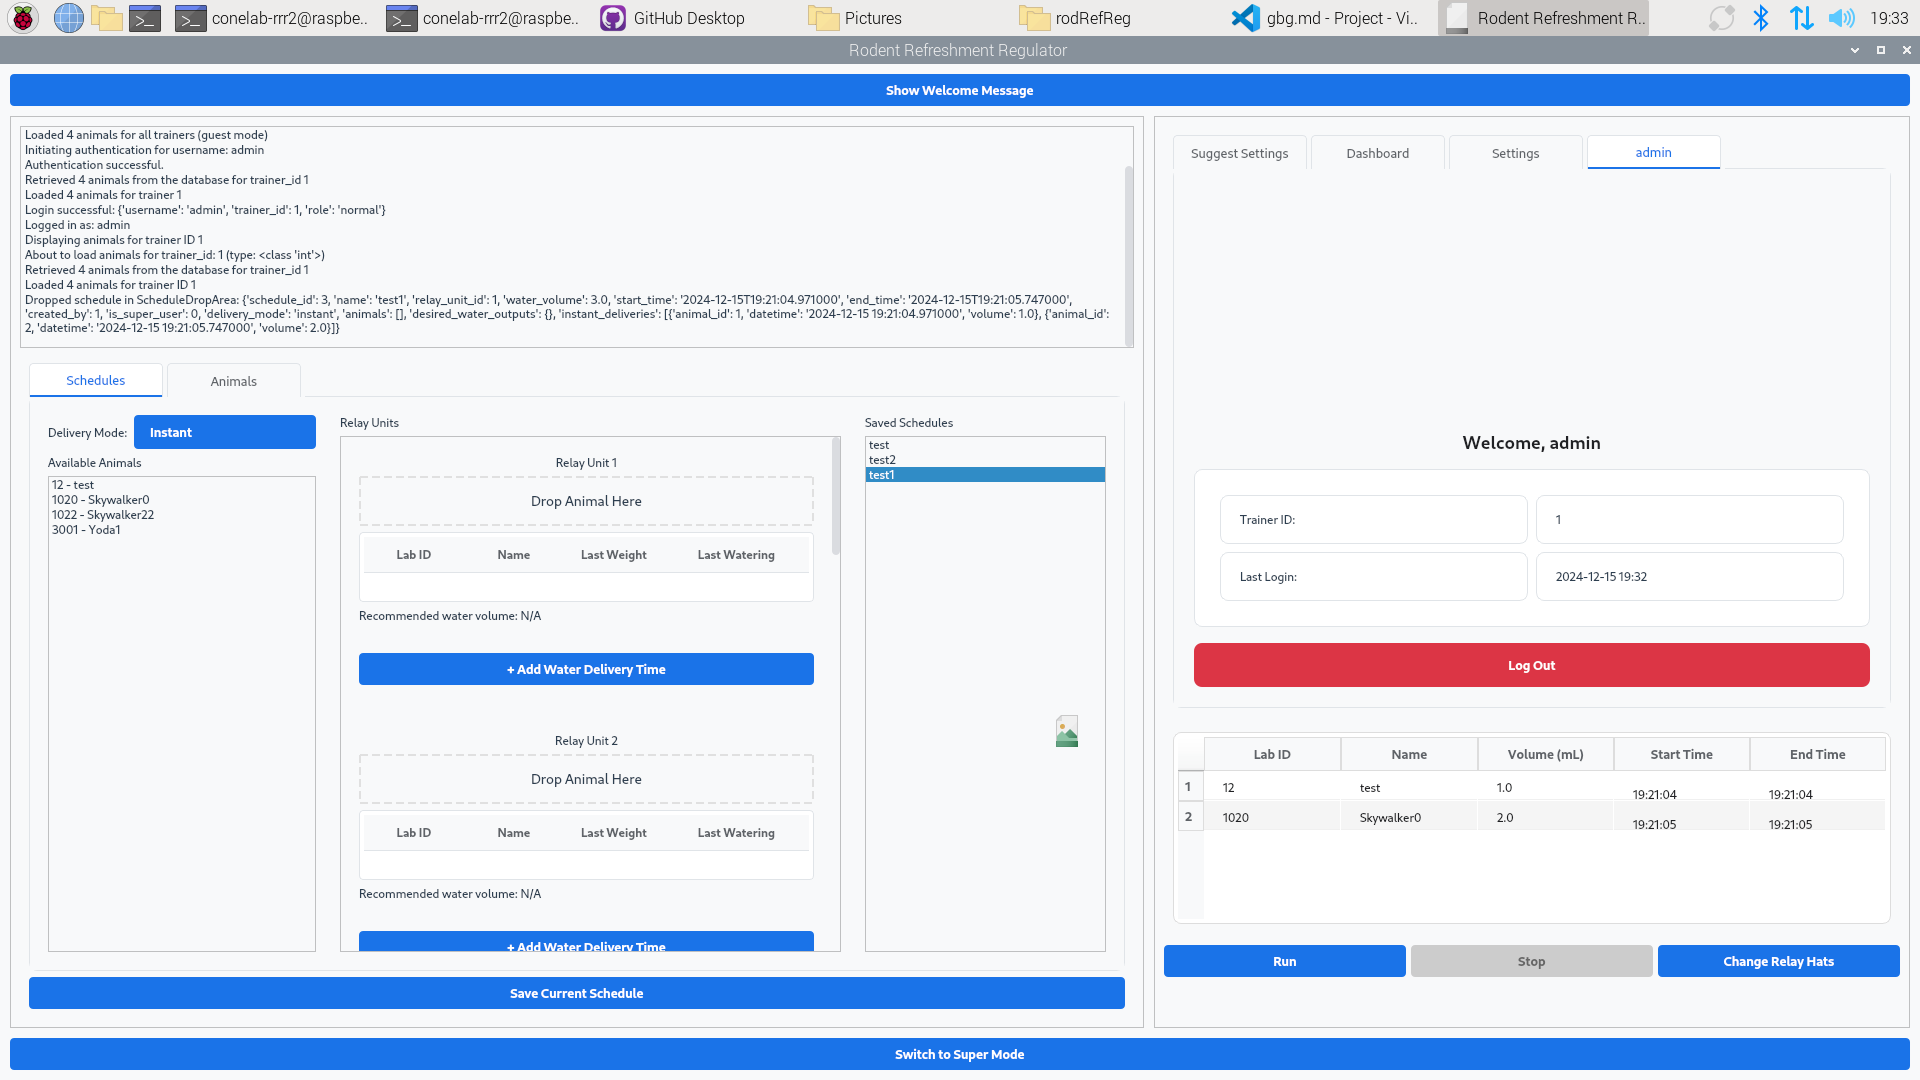 conelab-rrr2@raspbe..
conelab-rrr2@raspbe..
GitHub Desktop
Pictures
rodRefReg
gbg.md - Project - Vi..
Rodent Refreshment R..
19:33
Rodent Refreshment Regulator
Show Welcome Message
Loaded 4 animals for all trainers (guest mode)
Initiating authentication for username: admin
Authentication successful.
Retrieved 4 animals from the database for trainer_id 1
Loaded 4 animals for trainer 1
Login successful: {'username': 'admin', 'trainer_id': 1, 'role': 'normal'}
Logged in as: admin
Displaying animals for trainer ID 1
About to load animals for trainer_id: 1 (type: <class 'int'>)
Retrieved 4 animals from the database for trainer_id 1
Loaded 4 animals for trainer ID 1
Dropped schedule in ScheduleDropArea: {'schedule_id': 3, 'name': 'test1', 'relay_unit_id': 1, 'water_volume': 3.0, 'start_time': '2024-12-15T19:21:04.971000', 'end_time': '2024-12-15T19:21:05.747000',
'created_by': 1, 'is_super_user': 0, 'delivery_mode': 'instant', 'animals': [], 'desired_water_outputs': {}, 'instant_deliveries': [{'animal_id': 1, 'datetime': '2024-12-15 19:21:04.971000', 'volume': 1.0}, {'animal_id':
2, 'datetime': '2024-12-15 19:21:05.747000', 'volume': 2.0}]}
Schedules
Animals
Delivery Mode:
Instant
Available Animals
12 - test
1020 - Skywalker0
1022 - Skywalker22
3001 - Yoda1
Relay Units
Relay Unit 1
Drop Animal Here
Lab ID Name Last Weight Last Watering
Recommended water volume: N/A
+ Add Water Delivery Time
Relay Unit 2
Drop Animal Here
Lab ID Name Last Weight Last Watering
Recommended water volume: N/A
+ Add Water Delivery Time
Saved Schedules
test
test2
test1
Save Current Schedule
Suggest Settings
Dashboard
Settings
admin
Welcome, admin
Trainer ID: 1
Last Login: 2024-12-15 19:32
Log Out
Lab ID Name Volume (mL) Start Time End Time
1 12 test 1.0 19:21:04 19:21:04
2 1020 Skywalker0 2.0 19:21:05 19:21:05
Run
Stop
Change Relay Hats
Switch to Super Mode